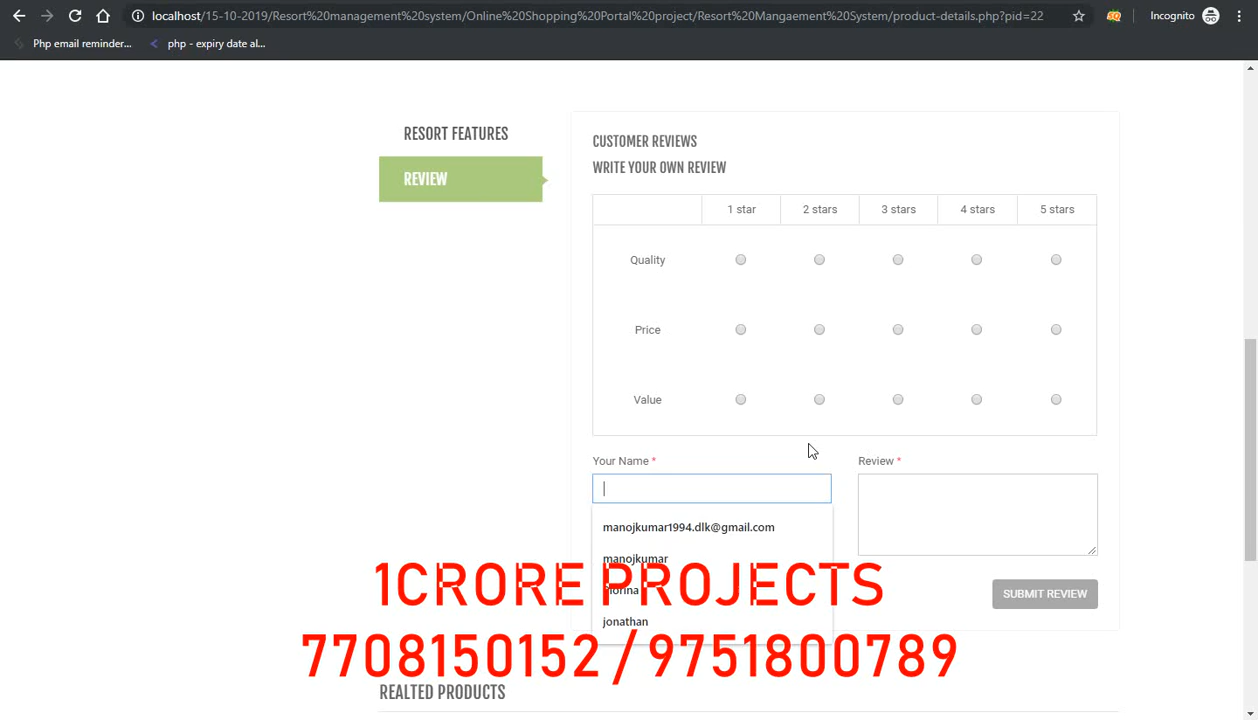 localhost/15-10-2019/Resort%20management%20system/Online%20Shopping%20Portal%20project/Resort%20Mangaement%20System/product-details.php?pid=22
Incognito
Php email reminder...
php - expiry date al...
RESORT FEATURES
REVIEW
CUSTOMER REVIEWS
WRITE YOUR OWN REVIEW
1 star 2 stars 3 stars 4 stars 5 stars
Quality
Price
Value
Your Name *
Review *
manojkumar1994.dlk@gmail.com
manojkumar
jonathan
SUBMIT REVIEW
1CRORE PROJECTS
7708150152 / 9751800789
REALTED PRODUCTS